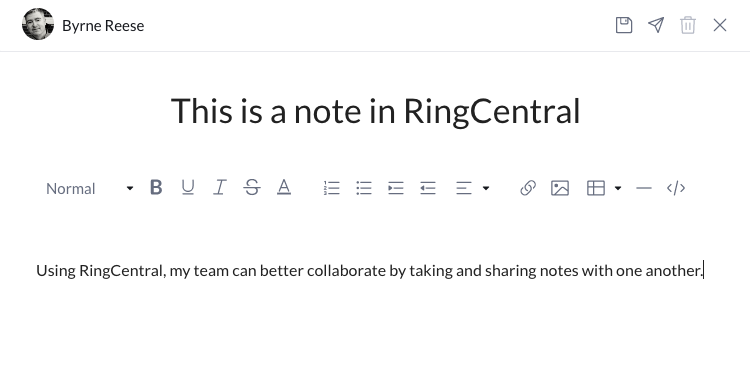 Byrne Reese
This is a note in RingCentral
Normal B U I S A
Using RingCentral, my team can better collaborate by taking and sharing notes with one another.